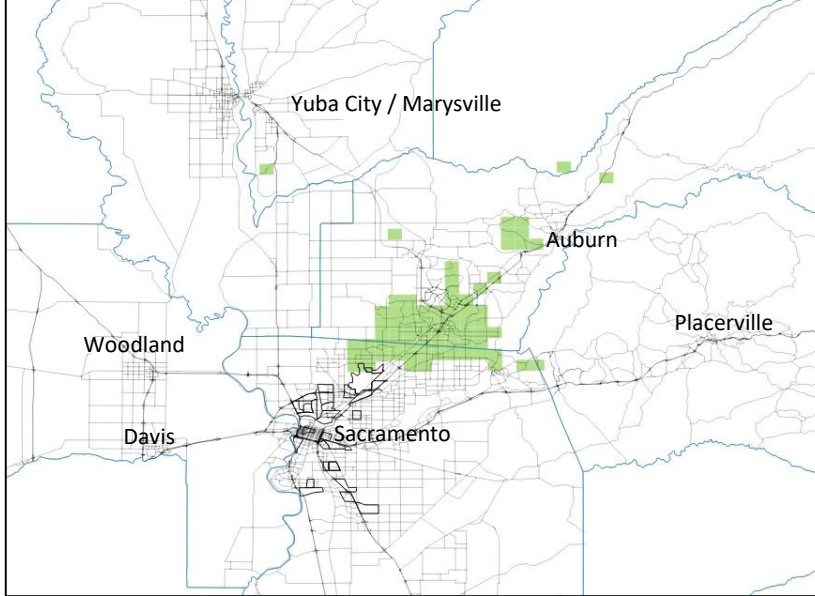 Yuba City / Marysville
Auburn
Placerville
Woodland
Davis
Sacramento